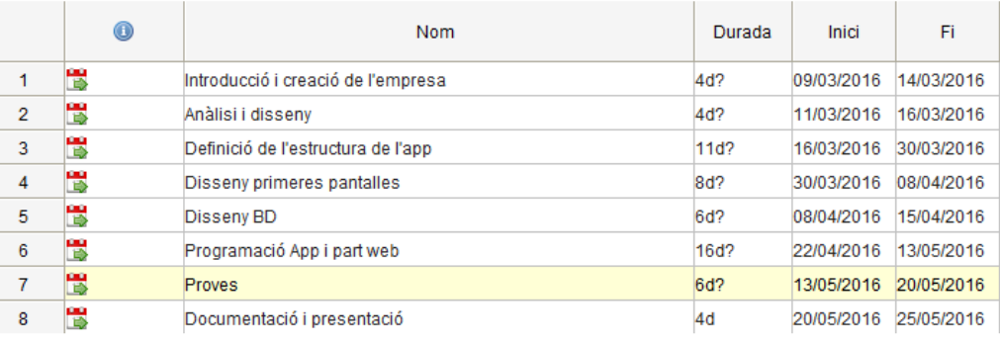 Nom Durada Inici Fi
1 Introducció i creació de l'empresa 4d? 09/03/2016 14/03/2016
2 Anàlisi i disseny 4d? 11/03/2016 16/03/2016
3 Definició de l'estructura de l'app 11d? 16/03/2016 30/03/2016
4 Disseny primeres pantalles 8d? 30/03/2016 08/04/2016
5 Disseny BD 6d? 08/04/2016 15/04/2016
6 Programació App i part web 16d? 22/04/2016 13/05/2016
7 Proves 6d? 13/05/2016 20/05/2016
8 Documentació i presentació 4d 20/05/2016 25/05/2016